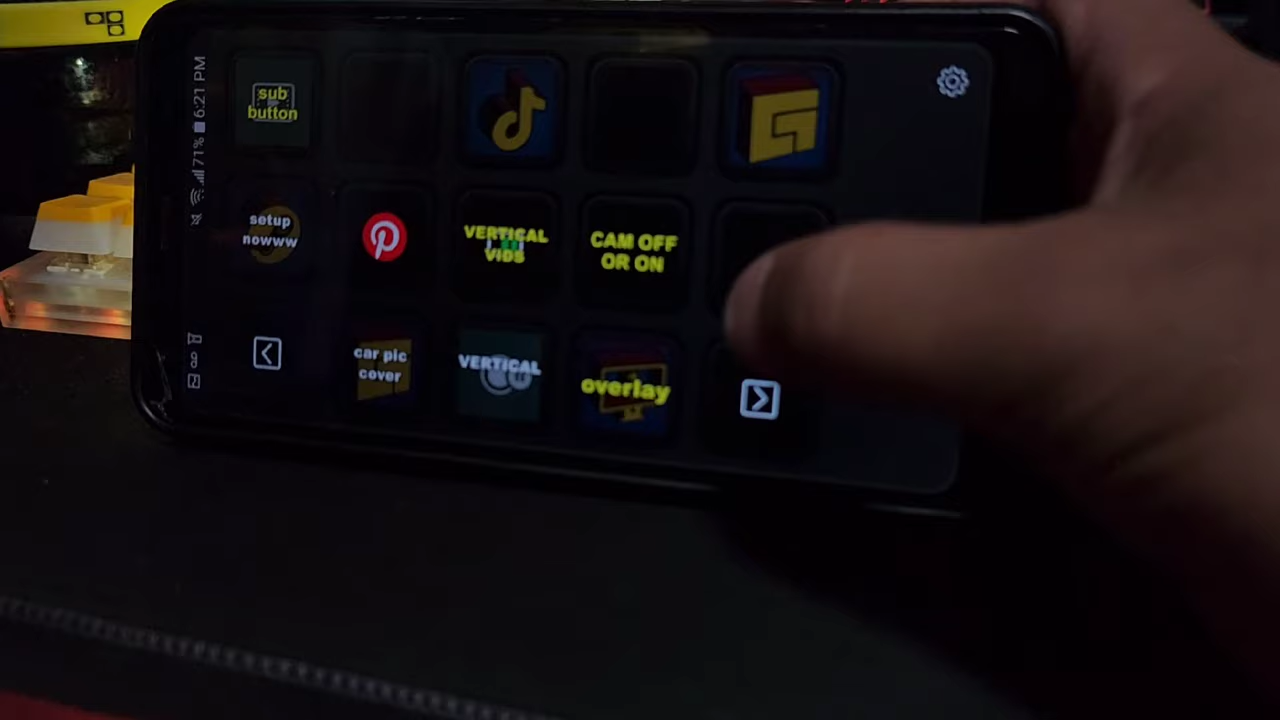 71% 6:21 PM
sub
button
setup
nowww
VERTICAL
VIDS
CAM OFF
OR ON
car pic
cover
VERTICAL
overlay